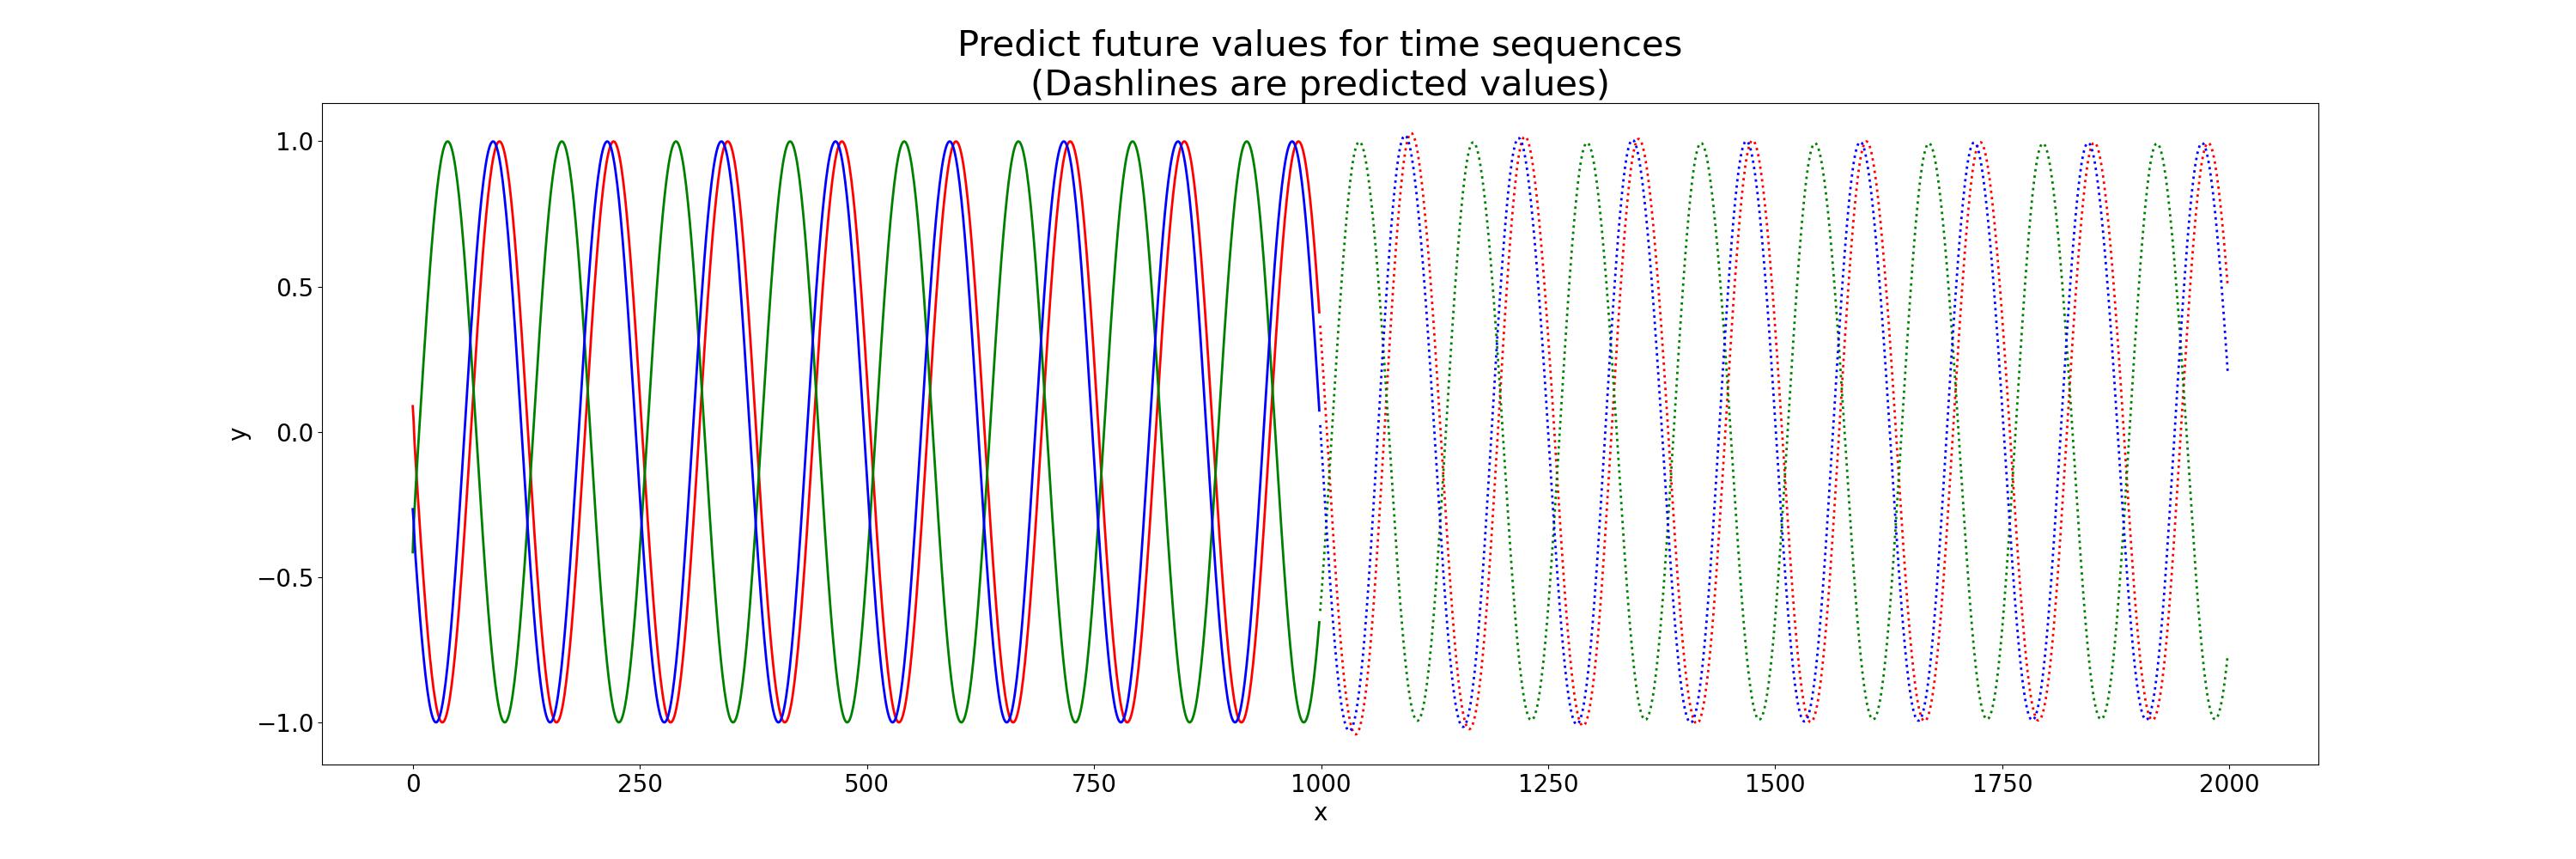 Predict future values for time sequences
(Dashlines are predicted values)
1.0
0.5
0.0
−0.5
−1.0
y
0 250 500 750 1000 1250 1500 1750 2000
x